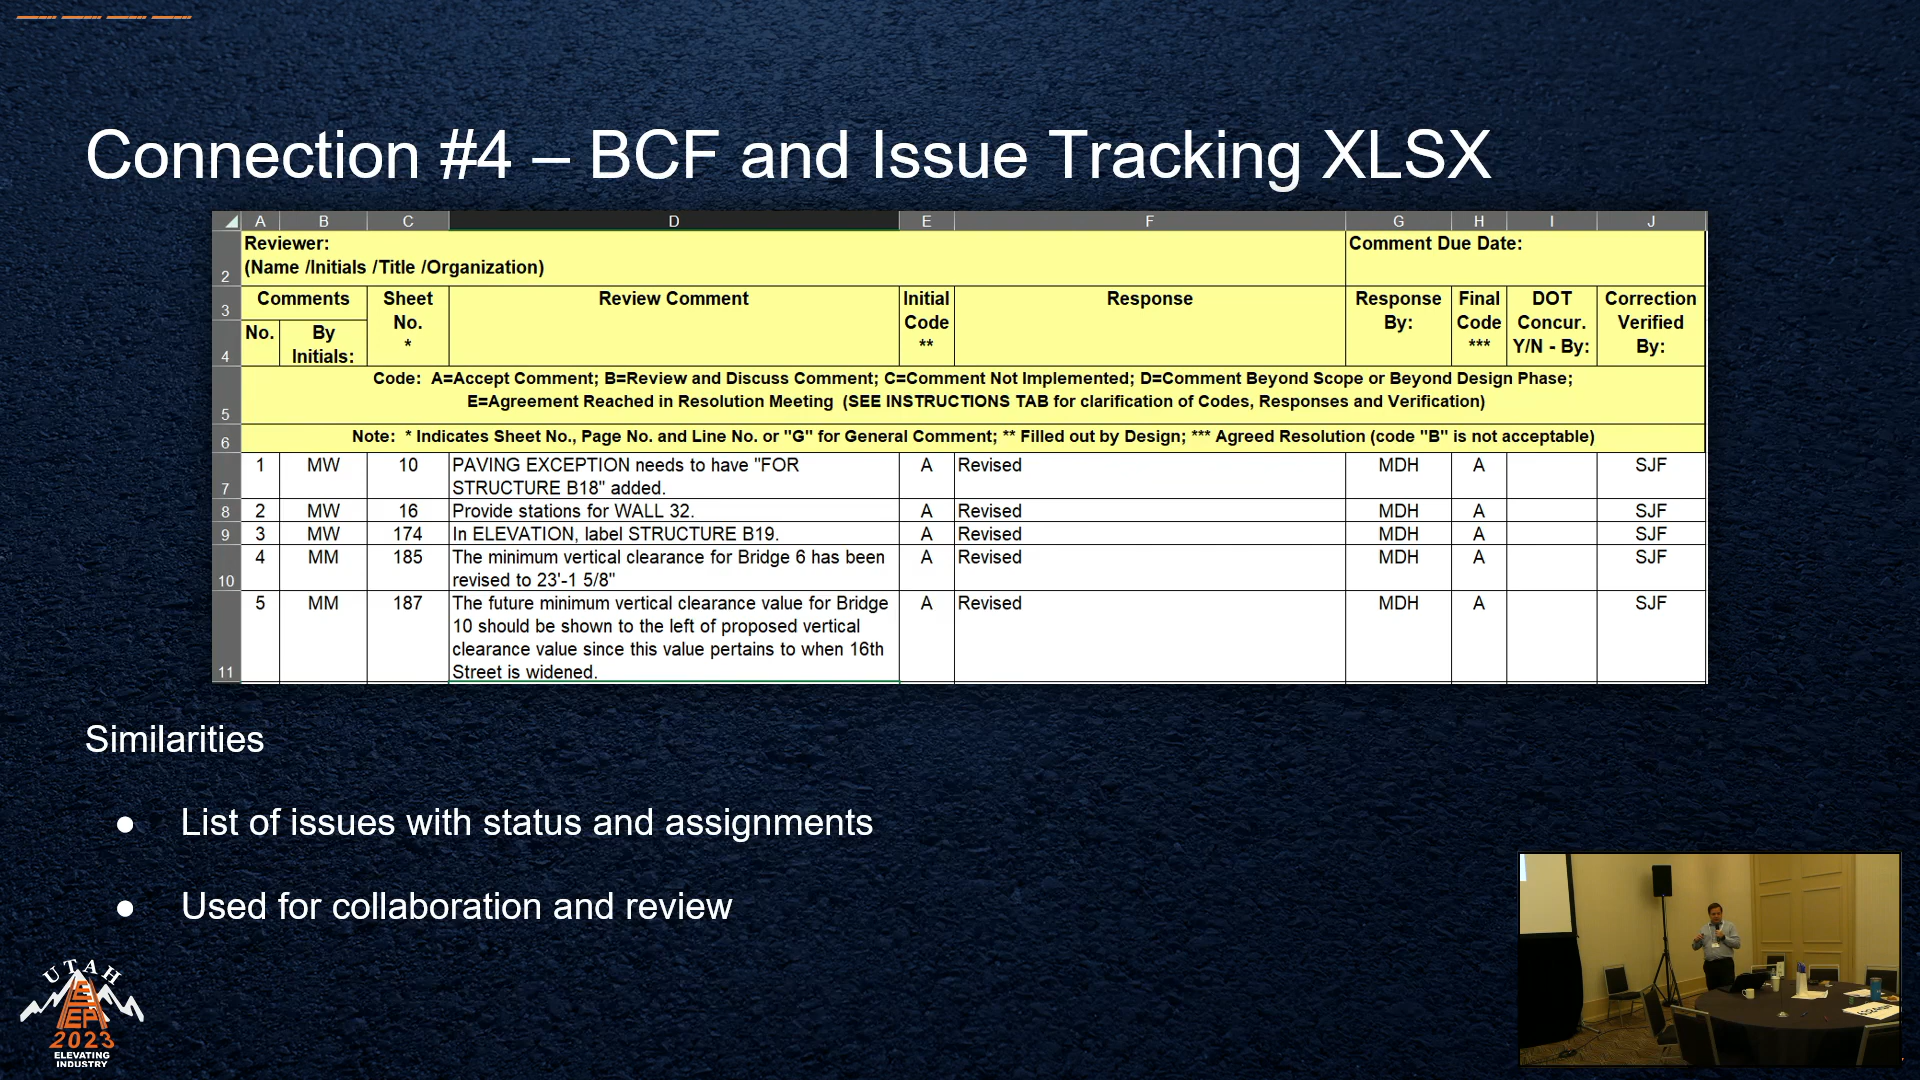 Connection #4 – BCF and Issue Tracking XLSX
A B C D E F G H I J
2 Reviewer:
(Name /Initials /Title /Organization)
Comment Due Date:
3 Comments
4 No. By
Initials:
Sheet
No.
*
Review Comment
Initial
Code
**
Response
Response
By:
Final
Code
***
DOT
Concur.
Y/N - By:
Correction
Verified
By:
5 Code: A=Accept Comment; B=Review and Discuss Comment; C=Comment Not Implemented; D=Comment Beyond Scope or Beyond Design Phase;
E=Agreement Reached in Resolution Meeting (SEE INSTRUCTIONS TAB for clarification of Codes, Responses and Verification)
6 Note: * Indicates Sheet No., Page No. and Line No. or "G" for General Comment; ** Filled out by Design; *** Agreed Resolution (code "B" is not acceptable)
7 1 MW 10 PAVING EXCEPTION needs to have "FOR A Revised MDH A SJF
STRUCTURE B18" added.
8 2 MW 16 Provide stations for WALL 32. A Revised MDH A SJF
9 3 MW 174 In ELEVATION, label STRUCTURE B19. A Revised MDH A SJF
10 4 MM 185 The minimum vertical clearance for Bridge 6 has been A Revised MDH A SJF
revised to 23'-1 5/8"
11 5 MM 187 The future minimum vertical clearance value for Bridge A Revised MDH A SJF
10 should be shown to the left of proposed vertical
clearance value since this value pertains to when 16th
Street is widened.
Similarities
● List of issues with status and assignments
● Used for collaboration and review
UTAH
2023
ELEVATING
INDUSTRY